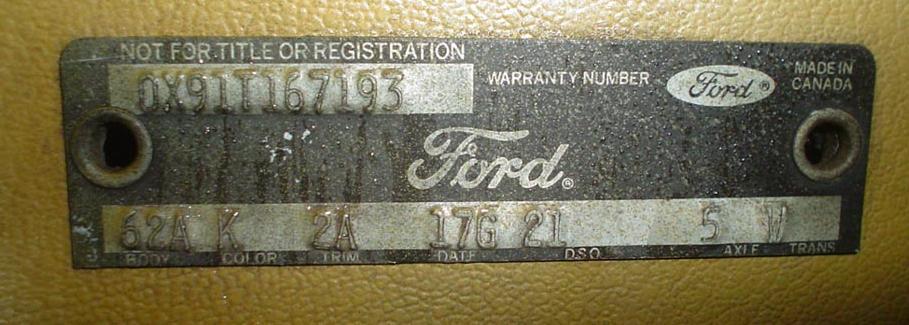 NOT FOR TITLE OR REGISTRATION
0X91T167193
WARRANTY NUMBER
Ford ®
MADE IN
CANADA
Ford ®
62A K 2A 17G 21 5 W
BODY COLOR TRIM DATE DSO AXLE TRANS